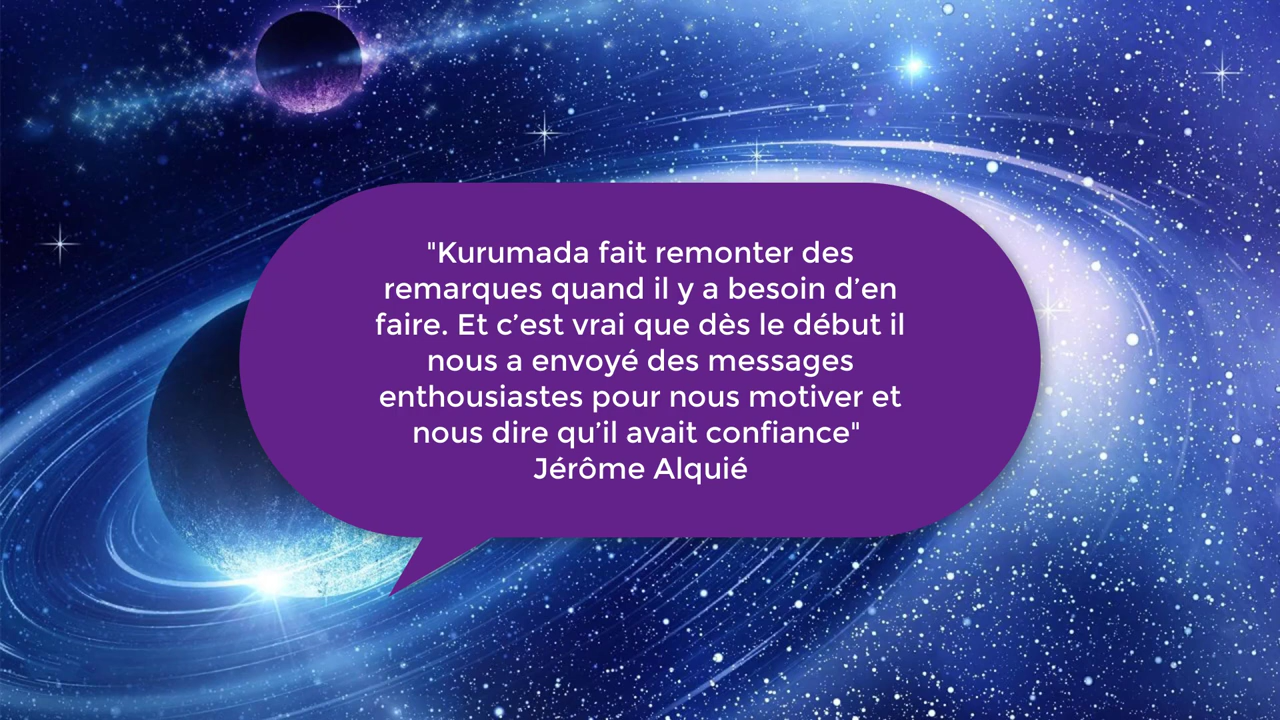 "Kurumada fait remonter des
remarques quand il y a besoin d’en
faire. Et c’est vrai que dès le début il
nous a envoyé des messages
enthousiastes pour nous motiver et
nous dire qu’il avait confiance"
Jérôme Alquié